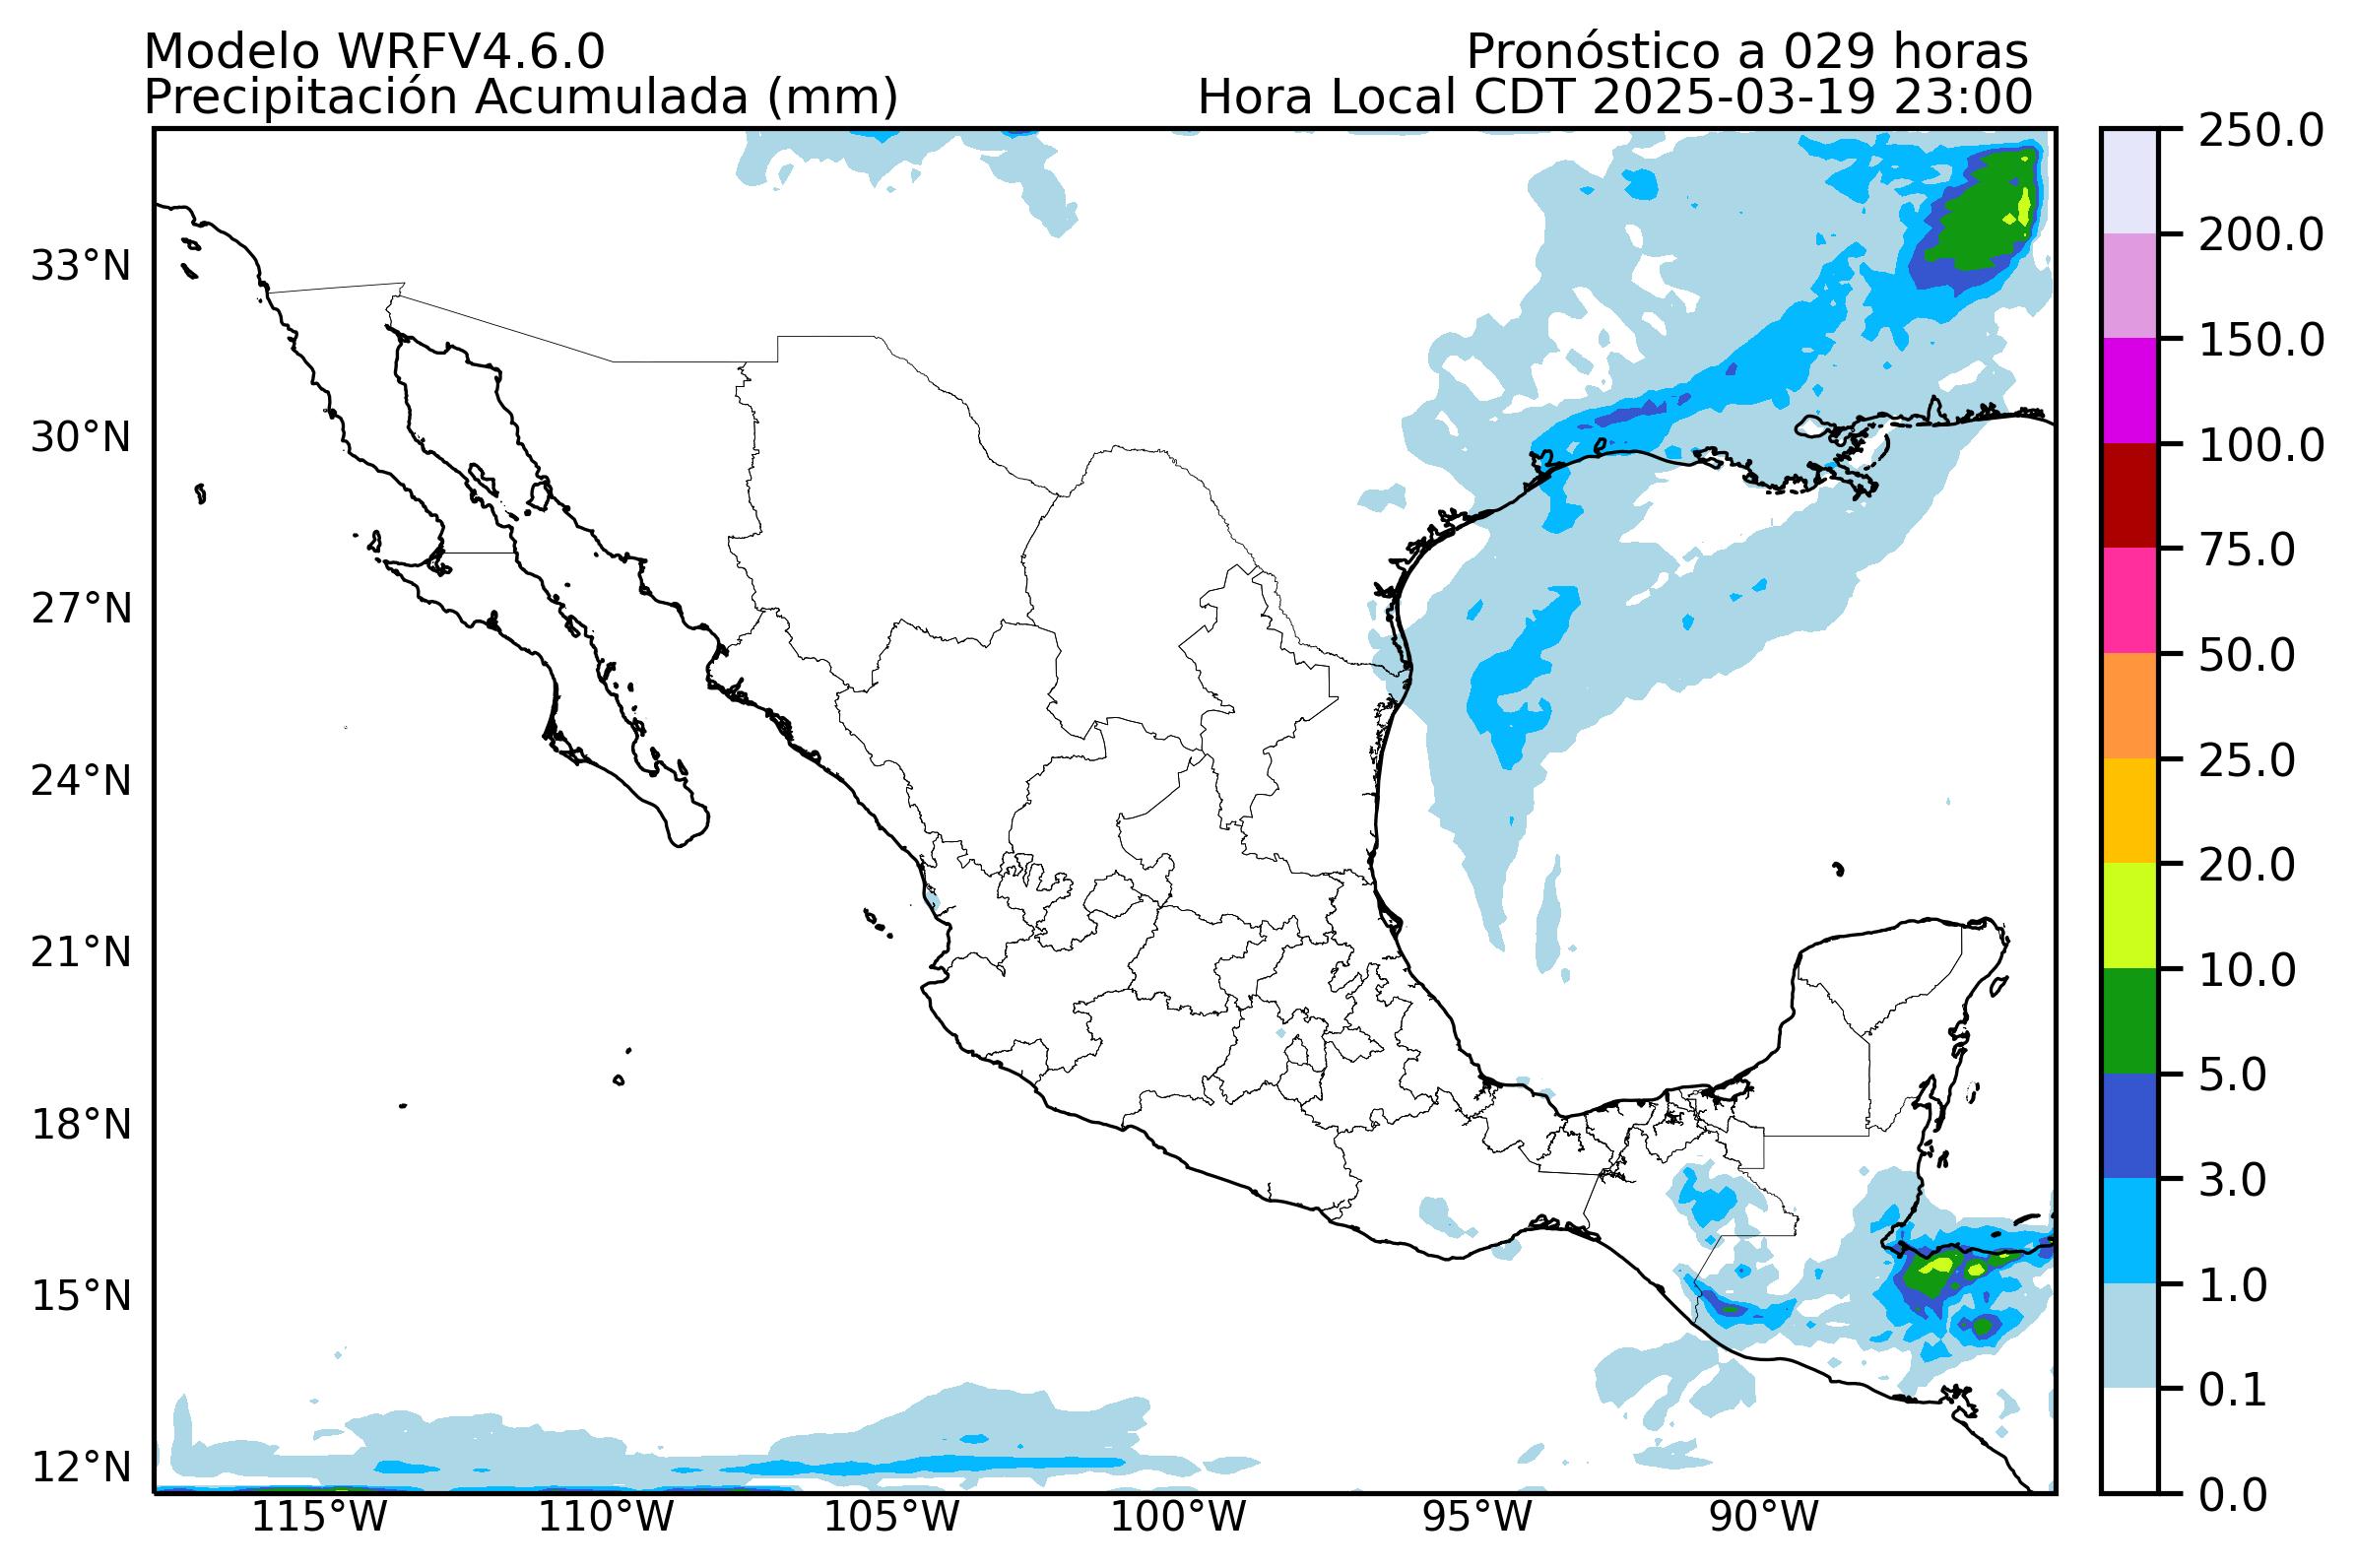 Modelo WRFV4.6.0
Pronóstico a 029 horas
Precipitación Acumulada (mm)
Hora Local CDT 2025-03-19 23:00
33°N
30°N
27°N
24°N
21°N
18°N
15°N
12°N
115°W
110°W
105°W
100°W
95°W
90°W
250.0
200.0
150.0
100.0
75.0
50.0
25.0
20.0
10.0
5.0
3.0
1.0
0.1
0.0